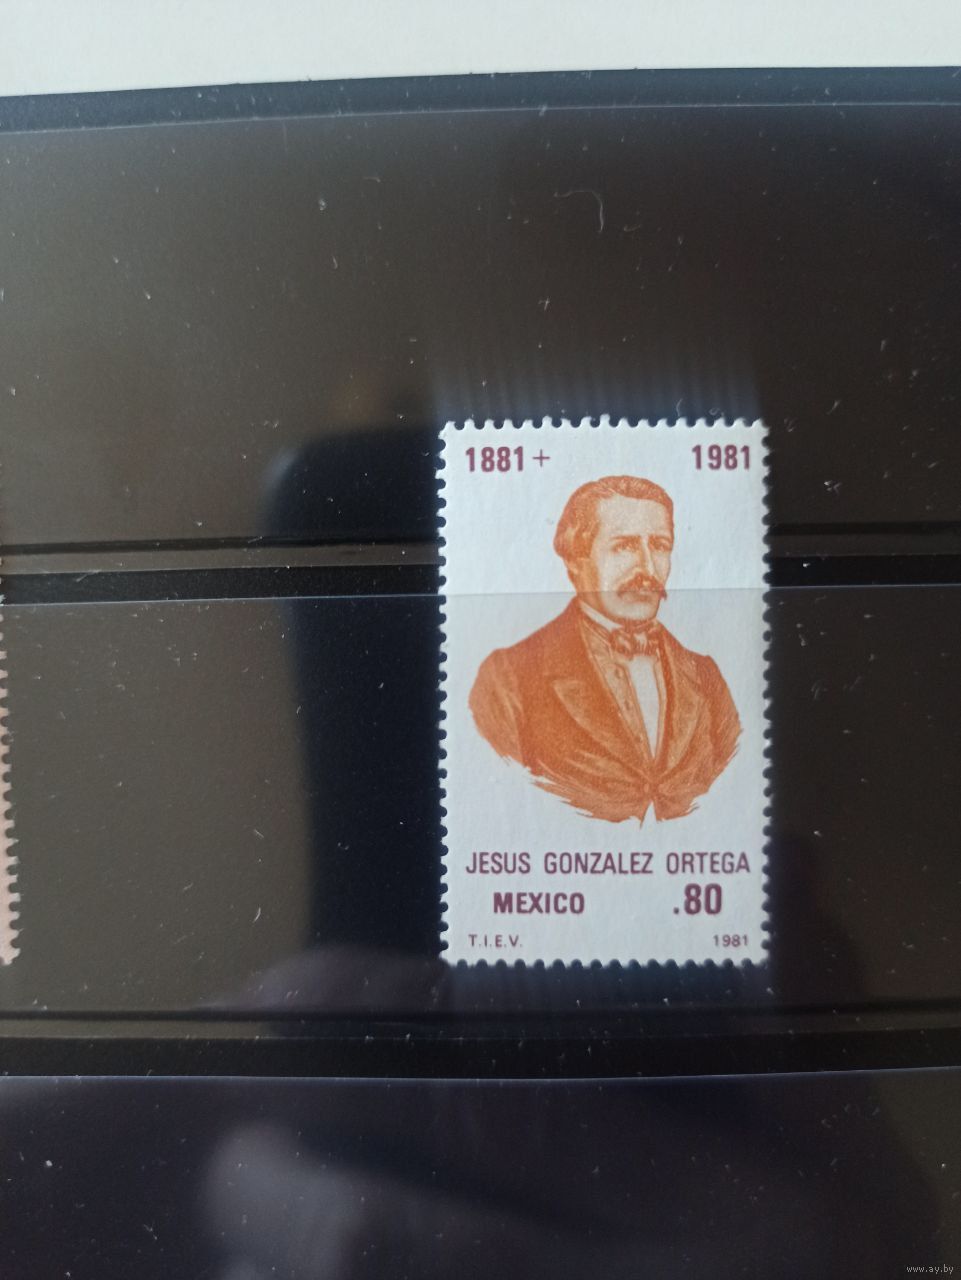 1881+ 1981
JESUS GONZALEZ ORTEGA
MEXICO .80
T.I.E.V. 1981
www.ay.by